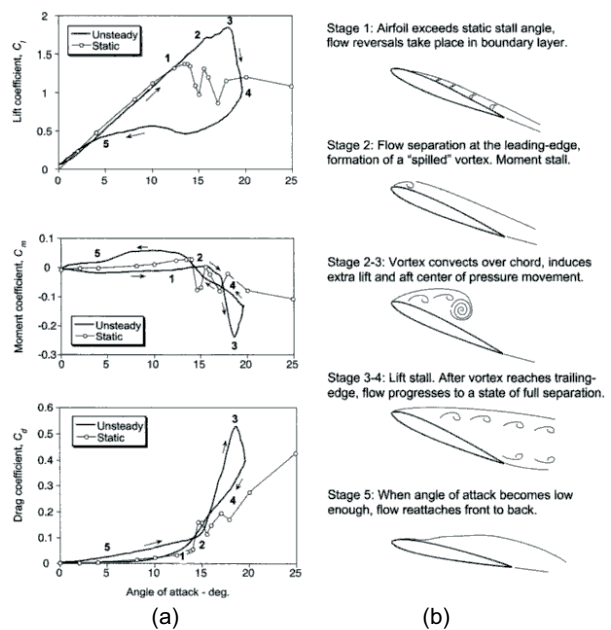 2
Unsteady
Static
2
3
1.5
1
Lift coefficient, Cl
1
4
0.5
5
0
0 5 10 15 20 25
0.1
5
2
0
Moment coefficient, Cm
1
4
-0.1
-0.2
Unsteady
Static
3
-0.3
0 5 10 15 20 25
0.6
Unsteady
Static
3
0.5
0.4
Drag coefficient, Cd
0.3
4
0.2
5
0.1
2
1
0
0 5 10 15 20 25
Angle of attack - deg.
(a)
Stage 1: Airfoil exceeds static stall angle,
flow reversals take place in boundary layer.
Stage 2: Flow separation at the leading-edge,
formation of a "spilled" vortex. Moment stall.
Stage 2-3: Vortex convects over chord, induces
extra lift and aft center of pressure movement.
Stage 3-4: Lift stall. After vortex reaches trailing-
edge, flow progresses to a state of full separation.
Stage 5: When angle of attack becomes low
enough, flow reattaches front to back.
(b)